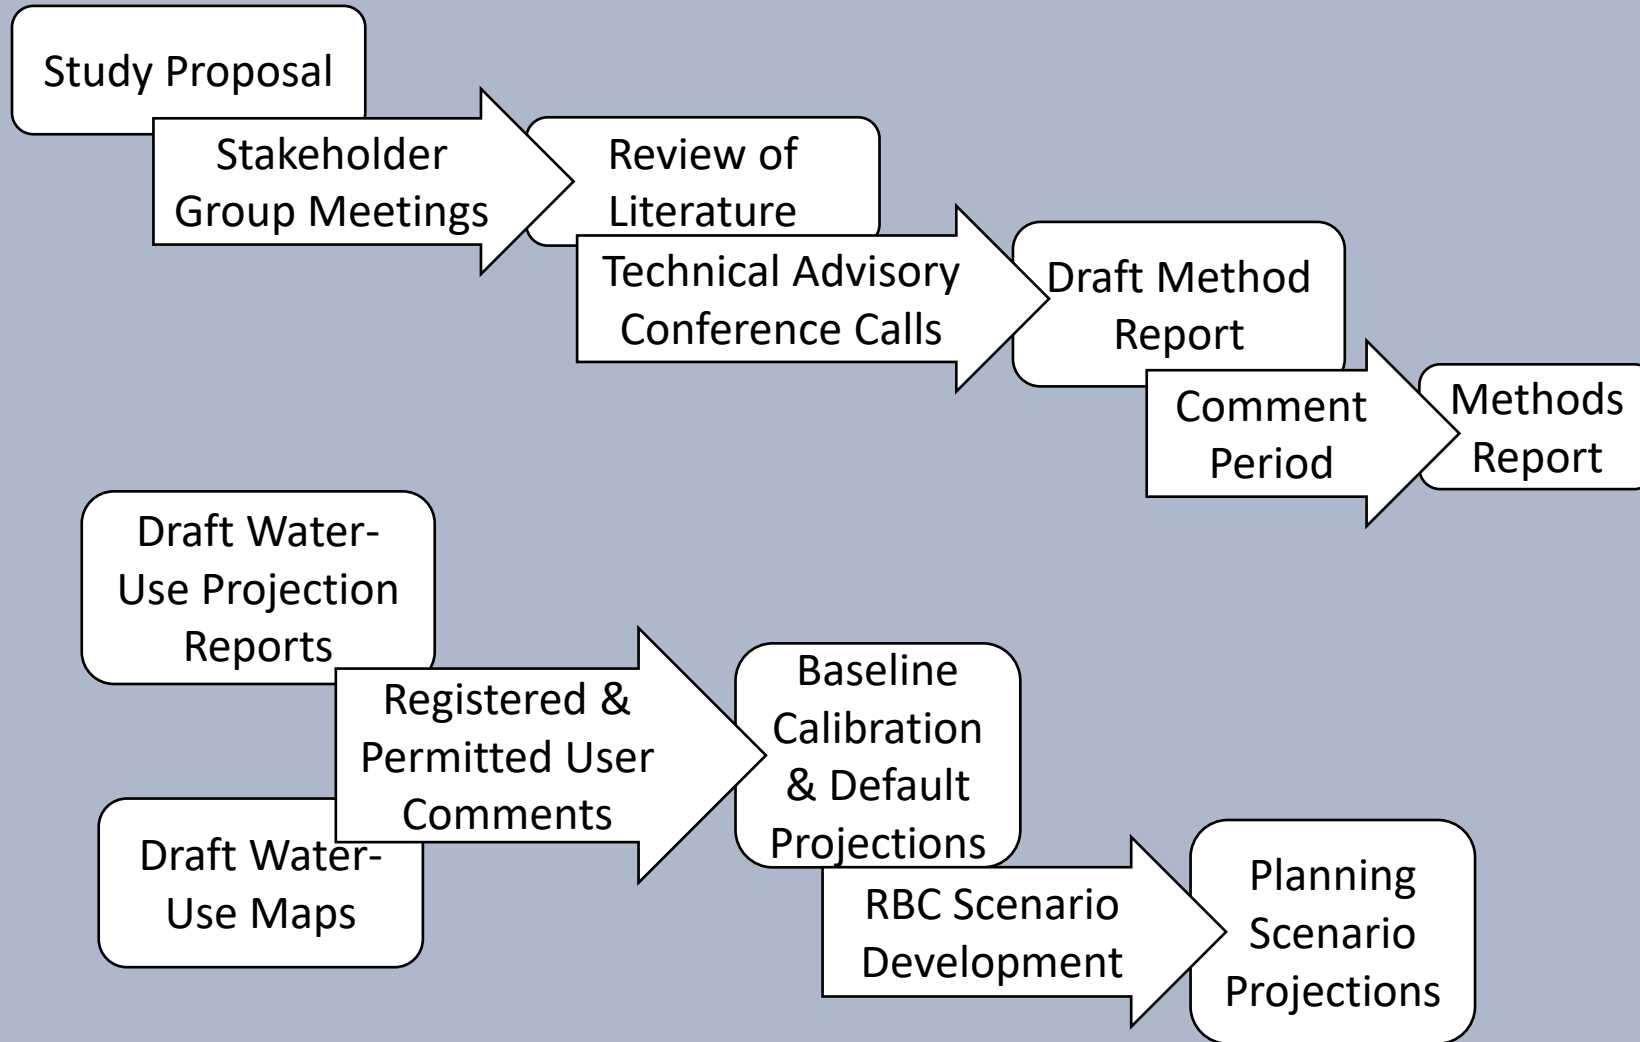 Study Proposal
Stakeholder
Group Meetings
Review of
Literature
Technical Advisory
Conference Calls
Draft Method
Report
Comment
Period
Methods
Report
Draft Water-
Use Projection
Reports
Draft Water-
Use Maps
Registered &
Permitted User
Comments
Baseline
Calibration
& Default
Projections
RBC Scenario
Development
Planning
Scenario
Projections